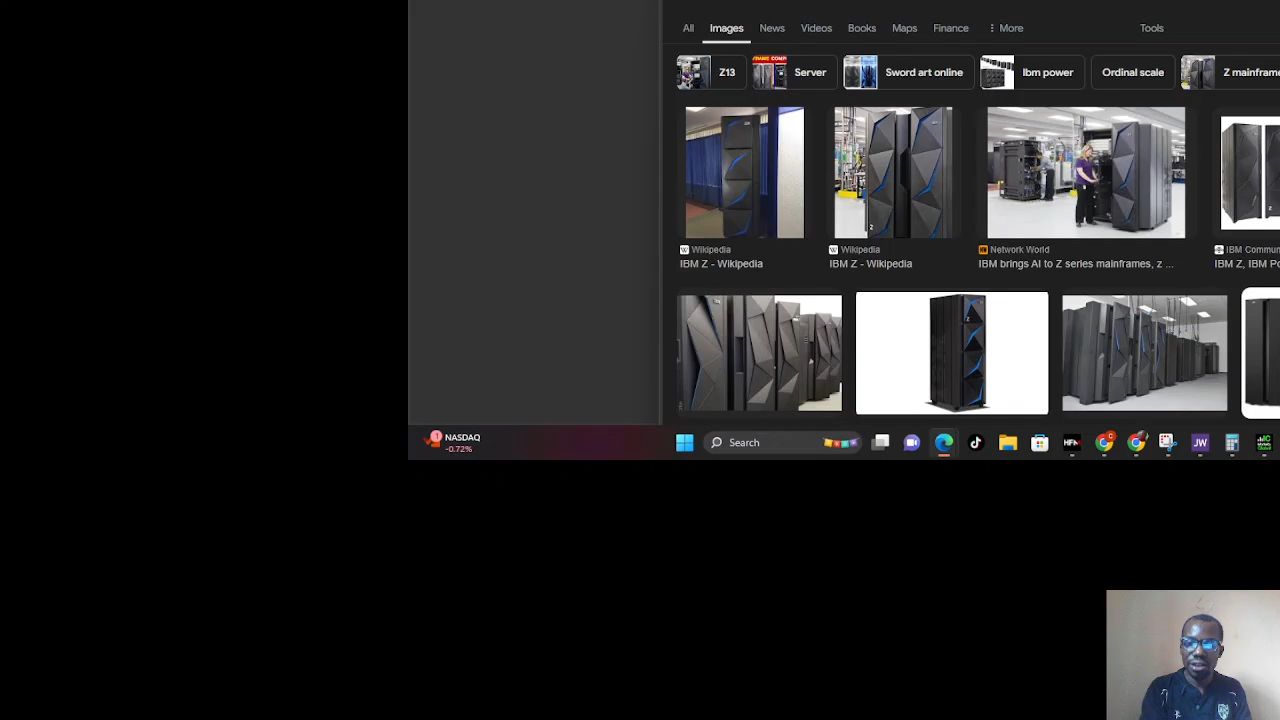 All Images News Videos Books Maps Finance More Tools
Z13 Server Sword art online Ibm power Ordinal scale Z mainframe
Wikipedia
IBM Z - Wikipedia
Wikipedia
IBM Z - Wikipedia
Network World
IBM brings AI to Z series mainframes, z ...
IBM Commun
IBM Z, IBM Po
NASDAQ
-0.72%
Search
HFM
JW